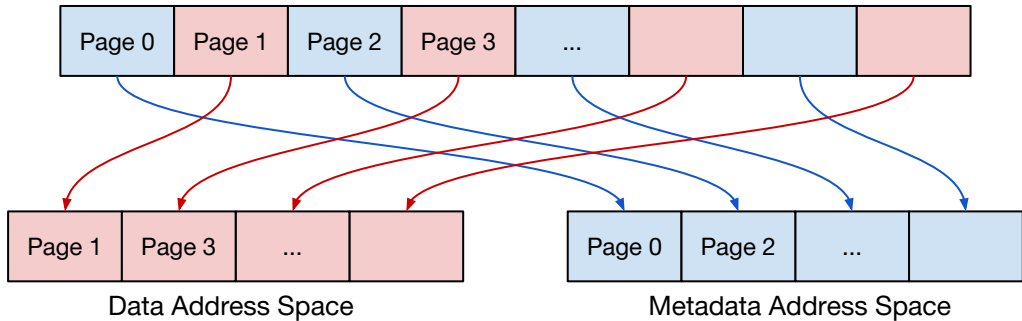 Page 0 Page 1 Page 2 Page 3 ...
Page 1 Page 3 ... Page 0 Page 2 ...
Data Address Space Metadata Address Space